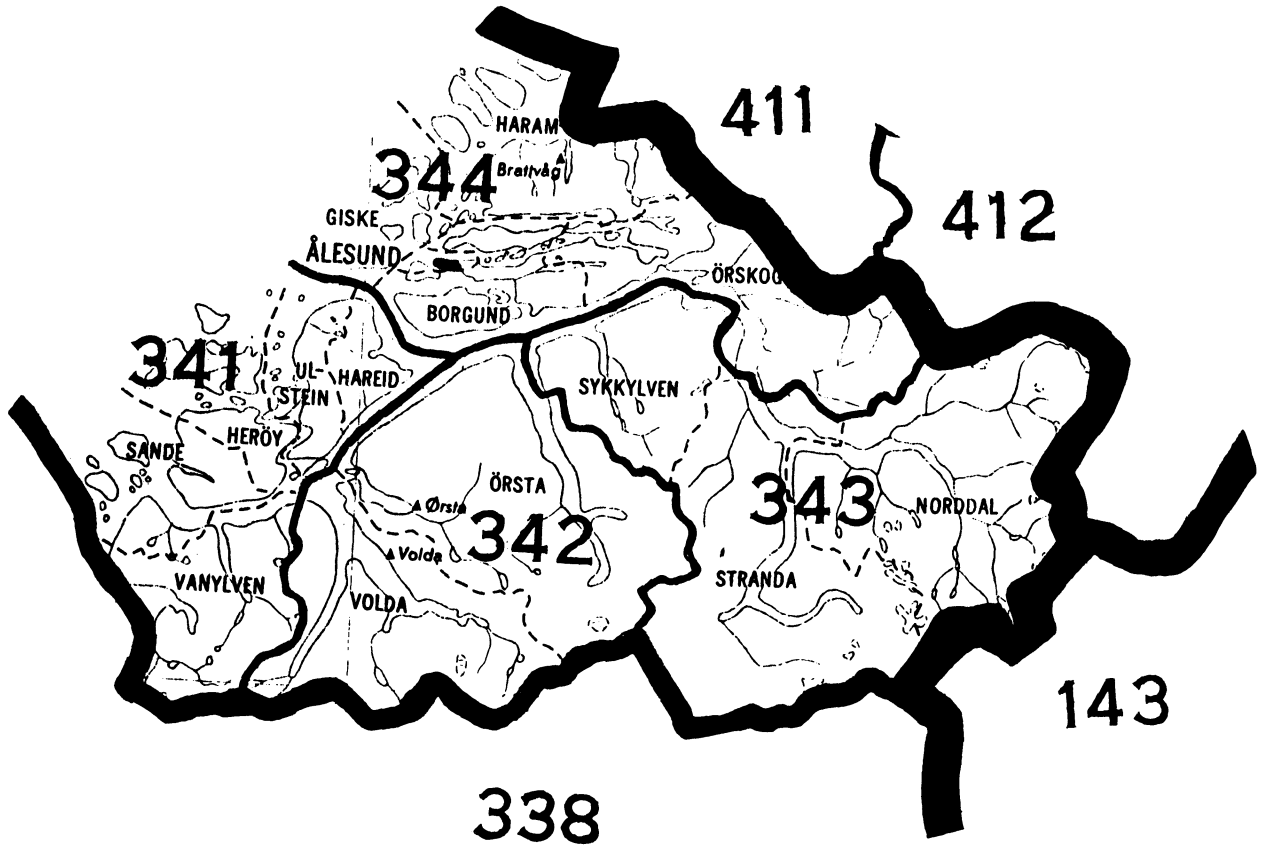 411
HARAM
344
Brattvåg
412
GISKE
ÅLESUND
ÖRSKOG
BORGUND
341
UL-
STEIN
HAREID
SYKKYLVEN
HERÖY
SANDE
ÖRSTA
343
Ørsta
NORDDAL
342
Volda
VANYLVEN
STRANDA
VOLDA
143
338